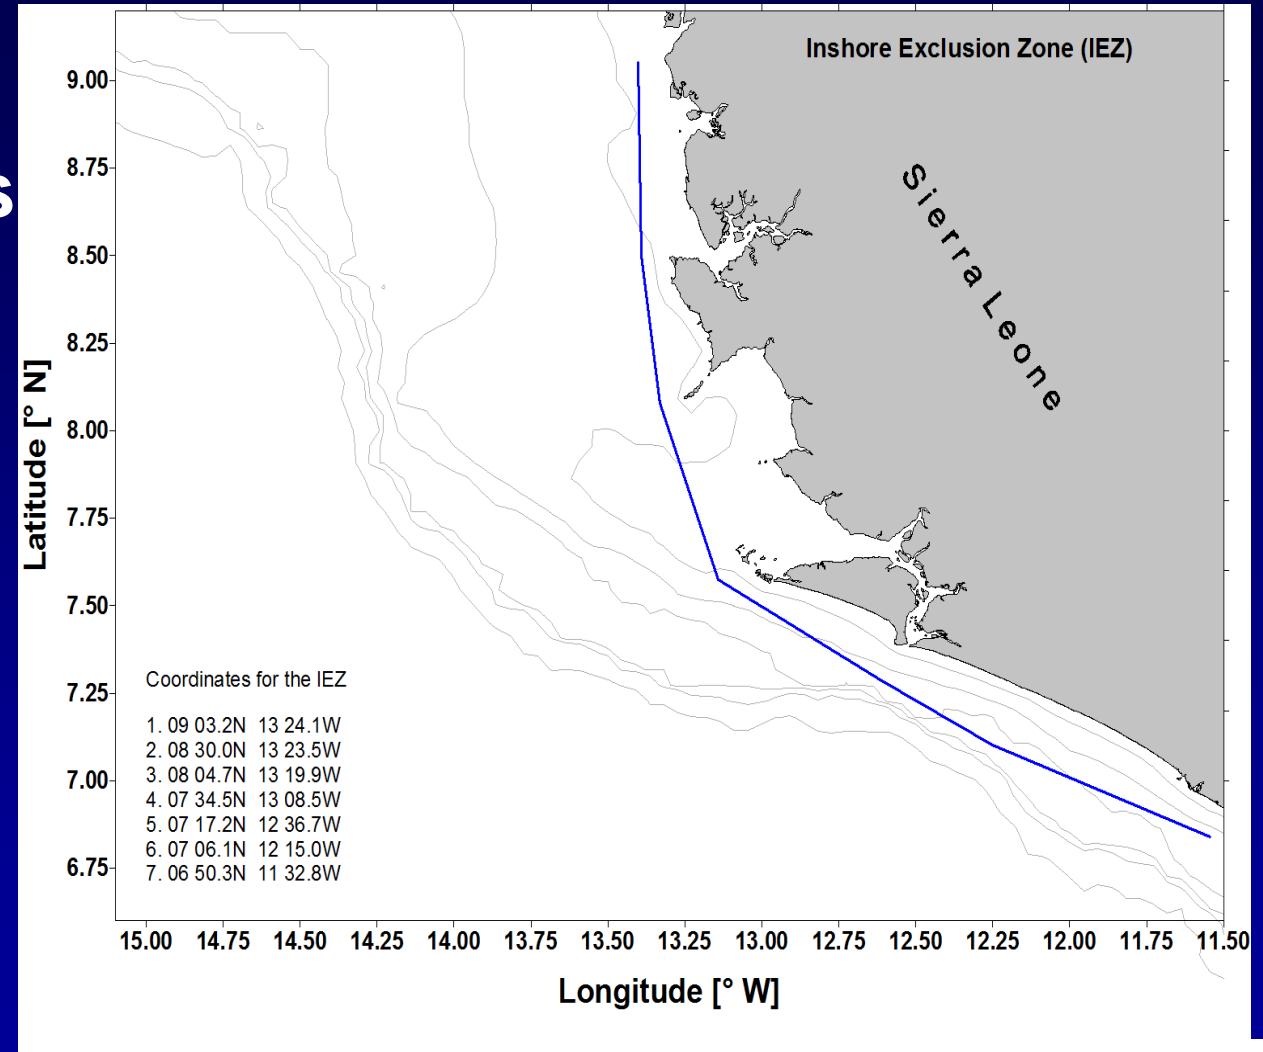 s
Inshore Exclusion Zone (IEZ)
Sierra Leone
Latitude [° N]
9.00
8.75
8.50
8.25
8.00
7.75
7.50
7.25
7.00
6.75
Coordinates for the IEZ
1. 09 03.2N 13 24.1W
2. 08 30.0N 13 23.5W
3. 08 04.7N 13 19.9W
4. 07 34.5N 13 08.5W
5. 07 17.2N 12 36.7W
6. 07 06.1N 12 15.0W
7. 06 50.3N 11 32.8W
15.00 14.75 14.50 14.25 14.00 13.75 13.50 13.25 13.00 12.75 12.50 12.25 12.00 11.75 11.50
Longitude [° W]